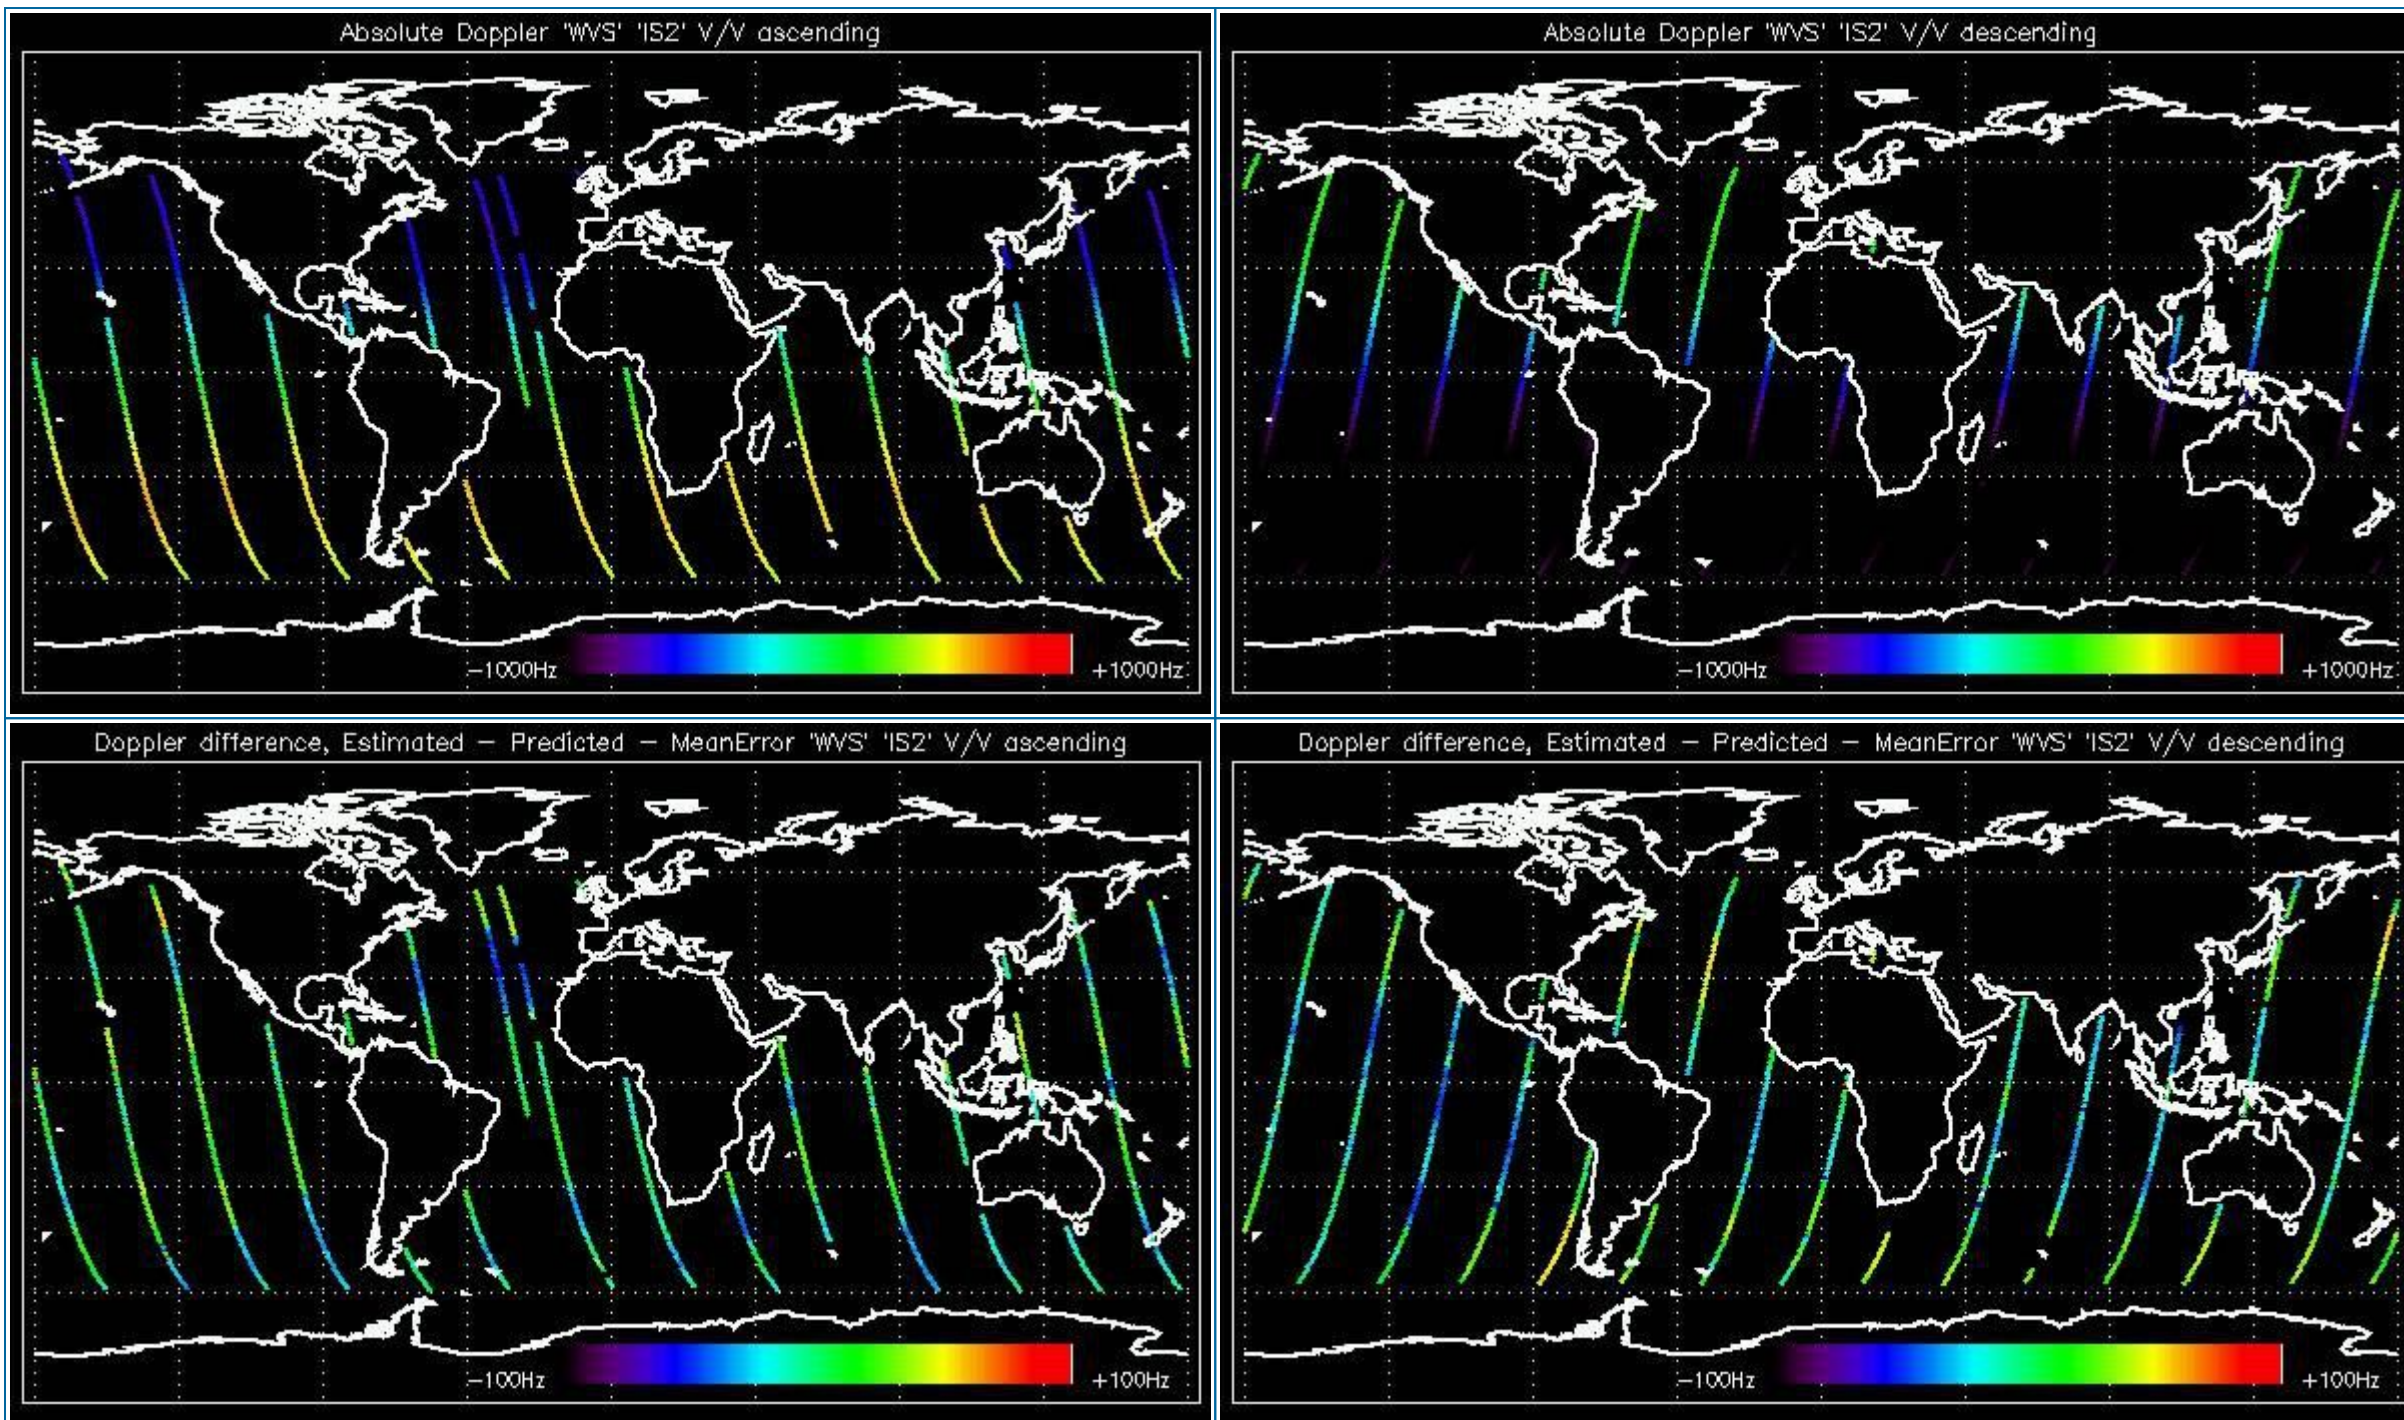 Absolute Doppler 'WVS' 'IS2' V/V ascending
-1000Hz
+1000Hz
Absolute Doppler 'WVS' 'IS2' V/V descending
-1000Hz
+1000Hz
Doppler difference, Estimated - Predicted - MeanError 'WVS' 'IS2' V/V ascending
-100Hz
+100Hz
Doppler difference, Estimated - Predicted - MeanError 'WVS' 'IS2' V/V descending
-100Hz
+100Hz